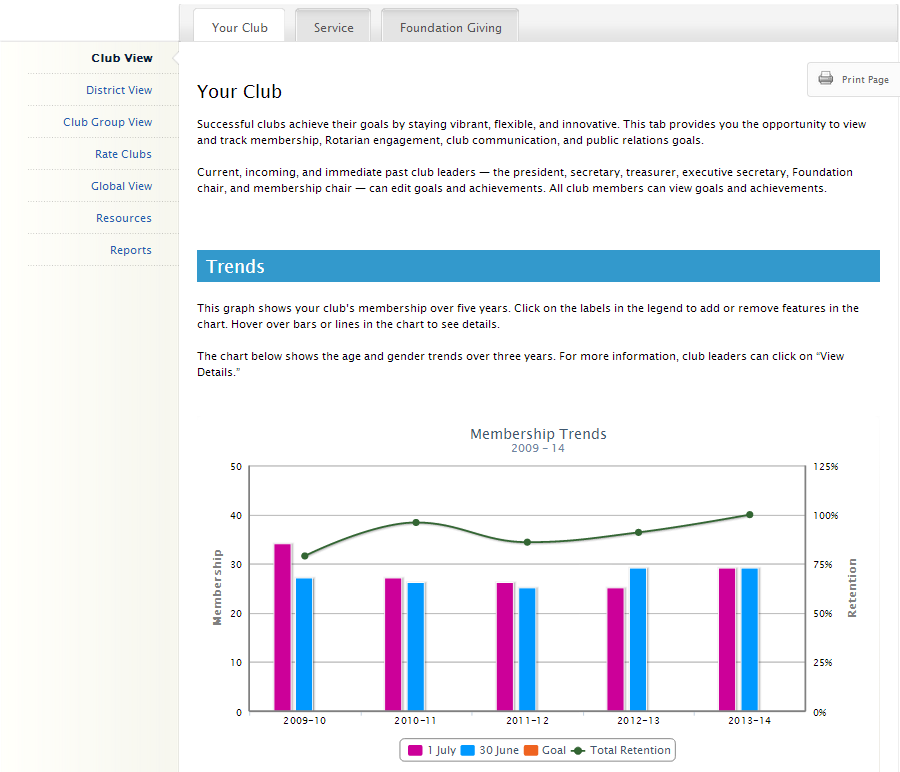 Your Club
Service
Foundation Giving
Club View
District View
Club Group View
Rate Clubs
Global View
Resources
Reports
Print Page
Your Club
Successful clubs achieve their goals by staying vibrant, flexible, and innovative. This tab provides you the opportunity to view
and track membership, Rotarian engagement, club communication, and public relations goals.
Current, incoming, and immediate past club leaders — the president, secretary, treasurer, executive secretary, Foundation
chair, and membership chair — can edit goals and achievements. All club members can view goals and achievements.
Trends
This graph shows your club's membership over five years. Click on the labels in the legend to add or remove features in the
chart. Hover over bars or lines in the chart to see details.
The chart below shows the age and gender trends over three years. For more information, club leaders can click on “View
Details.”
Membership Trends
2009 – 14
Membership
50
40
30
20
10
0
125%
100%
75%
50%
25%
0%
Retention
2009-10
2010-11
2011-12
2012-13
2013-14
1 July
30 June
Goal
Total Retention